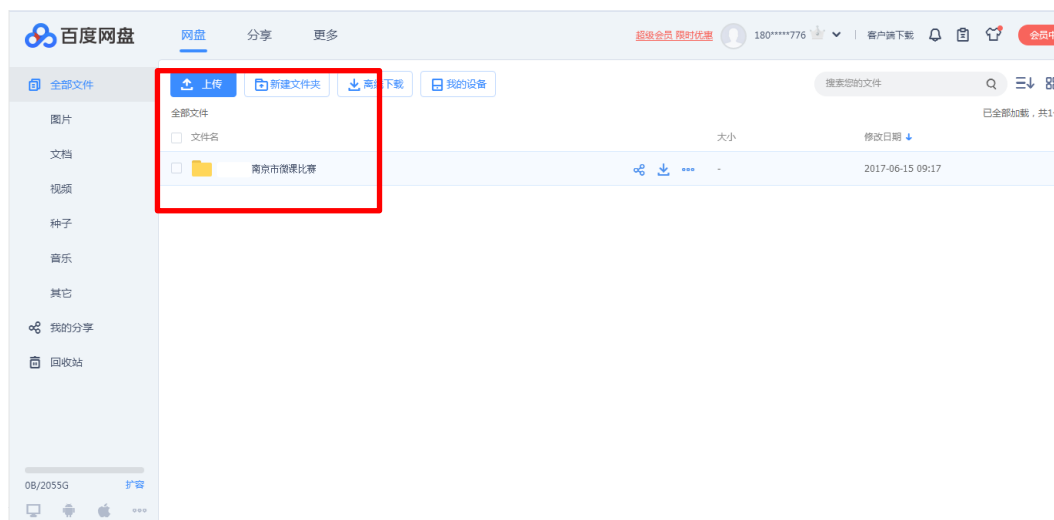 百度网盘 网盘 分享 更多 超级会员 限时优惠 180*****776 客户端下载
全部文件 上传 新建文件夹 离线下载 我的设备 搜索您的文件
图片 全部文件 已全部加载，共1
文件名 大小 修改日期
文档
南京市微课比赛 - 2017-06-15 09:17
视频
种子
音乐
其它
我的分享
回收站
0B/2055G 扩容